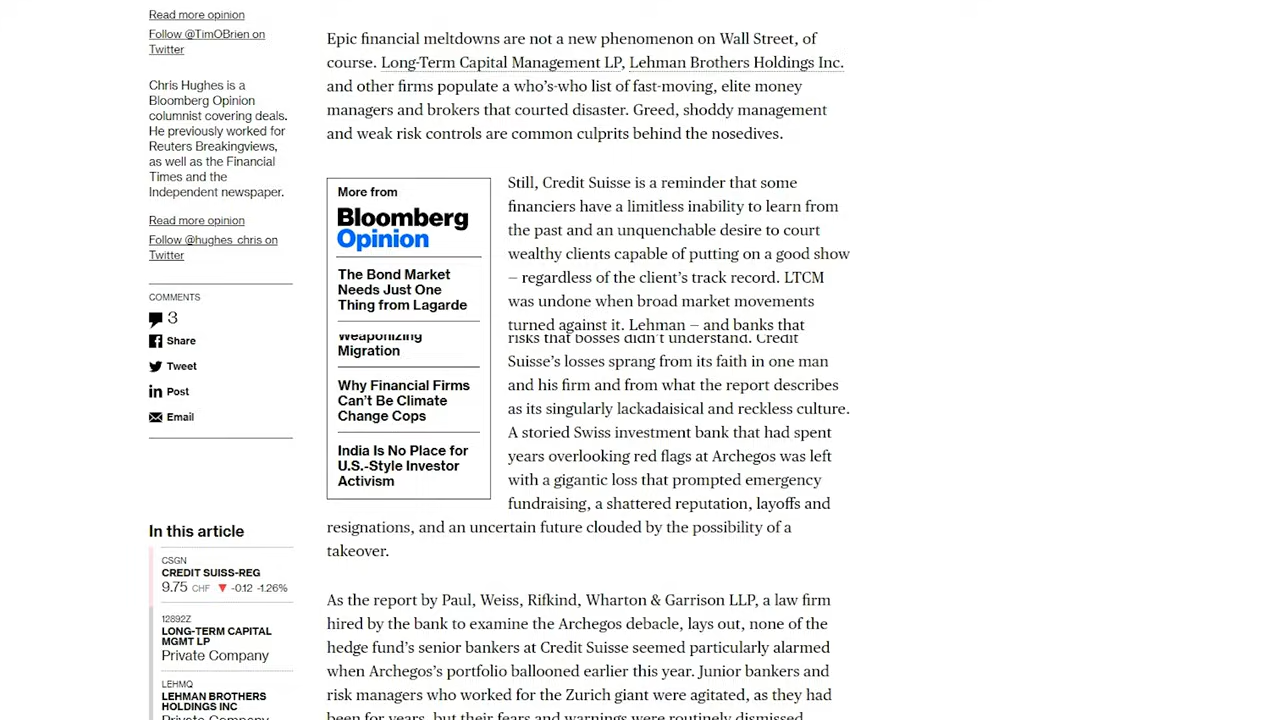 Read more opinion
Follow @TimOBrien on
Twitter
Chris Hughes is a
Bloomberg Opinion
columnist covering deals.
He previously worked for
Reuters Breakingviews,
as well as the Financial
Times and the
Independent newspaper.
Read more opinion
Follow @hughes_chris on
Twitter
COMMENTS
3
Share
Tweet
Post
Email
In this article
CSGN
CREDIT SUISS-REG
9.75 CHF ▼ -0.12 -1.26%
12892Z
LONG-TERM CAPITAL
MGMT LP
Private Company
LEHMQ
LEHMAN BROTHERS
HOLDINGS INC
Private Company
Epic financial meltdowns are not a new phenomenon on Wall Street, of
course. Long-Term Capital Management LP, Lehman Brothers Holdings Inc.
and other firms populate a who's-who list of fast-moving, elite money
managers and brokers that courted disaster. Greed, shoddy management
and weak risk controls are common culprits behind the nosedives.
More from
Bloomberg
Opinion
The Bond Market
Needs Just One
Thing from Lagarde
Weaponizing
Migration
Why Financial Firms
Can't Be Climate
Change Cops
India Is No Place for
U.S.-Style Investor
Activism
Still, Credit Suisse is a reminder that some
financiers have a limitless inability to learn from
the past and an unquenchable desire to court
wealthy clients capable of putting on a good show
– regardless of the client's track record. LTCM
was undone when broad market movements
turned against it. Lehman – and banks that
risks that bosses didn't understand. Credit
Suisse's losses sprang from its faith in one man
and his firm and from what the report describes
as its singularly lackadaisical and reckless culture.
A storied Swiss investment bank that had spent
years overlooking red flags at Archegos was left
with a gigantic loss that prompted emergency
fundraising, a shattered reputation, layoffs and
resignations, and an uncertain future clouded by the possibility of a
takeover.
As the report by Paul, Weiss, Rifkind, Wharton & Garrison LLP, a law firm
hired by the bank to examine the Archegos debacle, lays out, none of the
hedge fund's senior bankers at Credit Suisse seemed particularly alarmed
when Archegos's portfolio ballooned earlier this year. Junior bankers and
risk managers who worked for the Zurich giant were agitated, as they had
been for years, but their fears and warnings were routinely dismissed